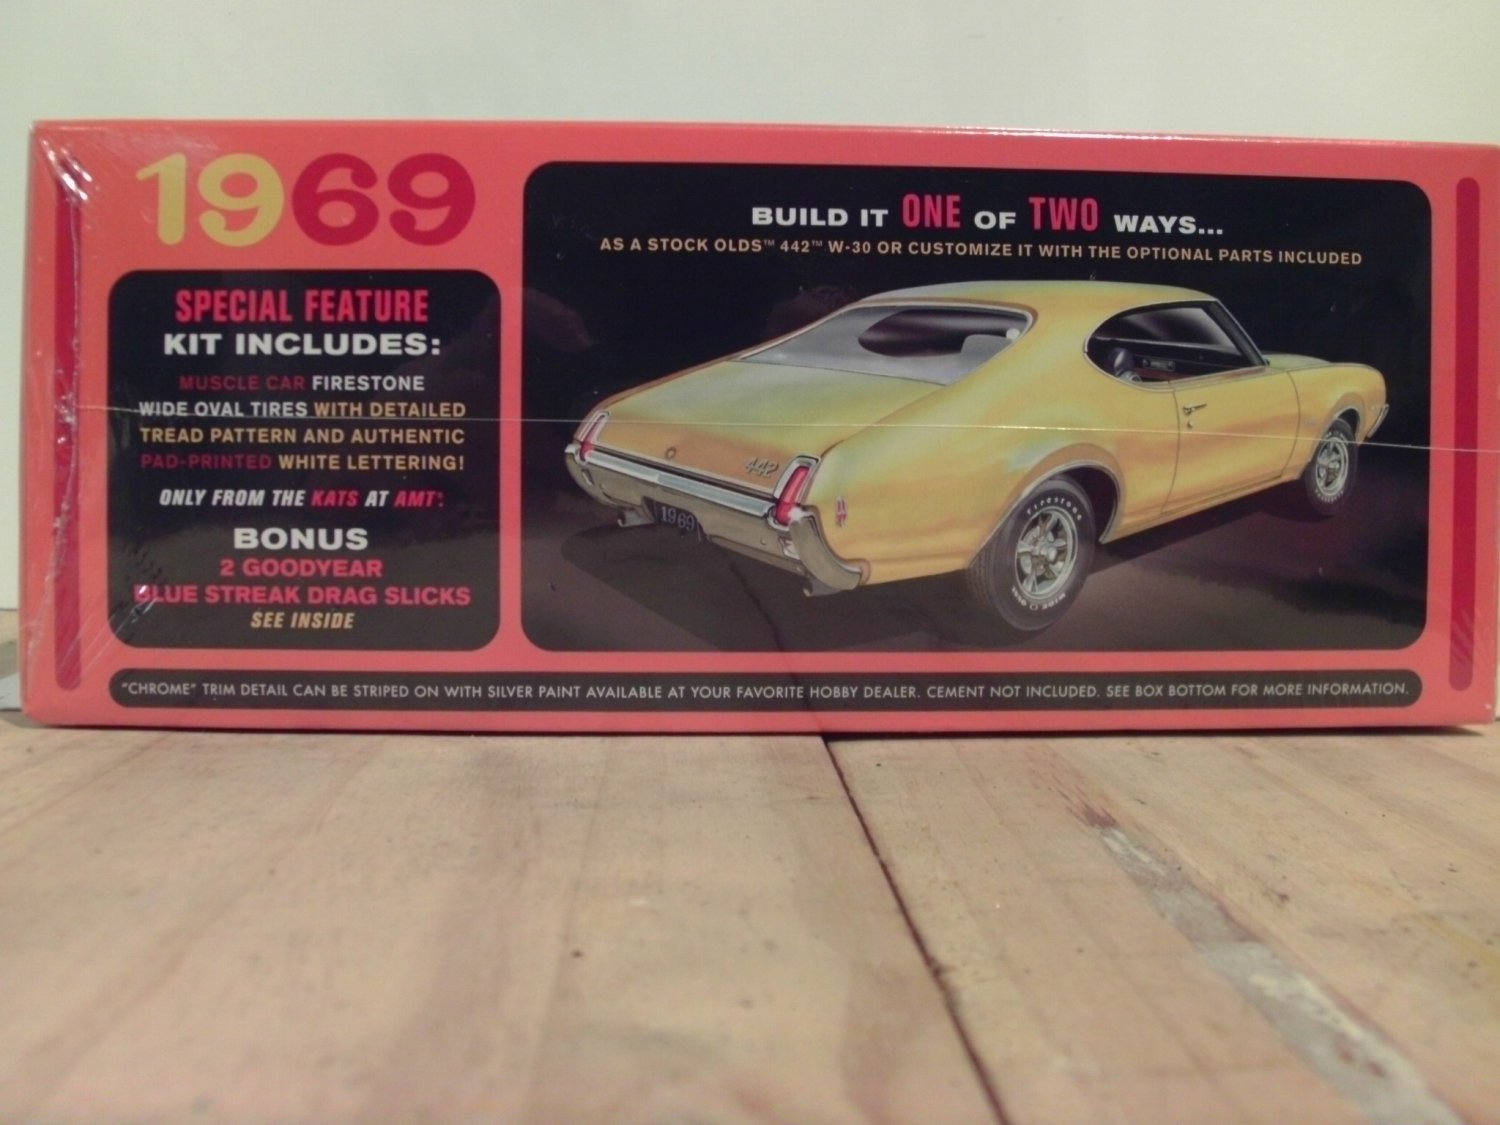 1969
SPECIAL FEATURE
KIT INCLUDES:
MUSCLE CAR FIRESTONE
WIDE OVAL TIRES WITH DETAILED
TREAD PATTERN AND AUTHENTIC
PAD-PRINTED WHITE LETTERING!
ONLY FROM THE KATS AT AMT®.
BONUS
2 GOODYEAR
BLUE STREAK DRAG SLICKS
SEE INSIDE
BUILD IT ONE OF TWO WAYS...
AS A STOCK OLDS™ 442™ W-30 OR CUSTOMIZE IT WITH THE OPTIONAL PARTS INCLUDED
442
1969
FIRESTONE
WIDE O OVAL
"CHROME" TRIM DETAIL CAN BE STRIPED ON WITH SILVER PAINT AVAILABLE AT YOUR FAVORITE HOBBY DEALER. CEMENT NOT INCLUDED. SEE BOX BOTTOM FOR MORE INFORMATION.